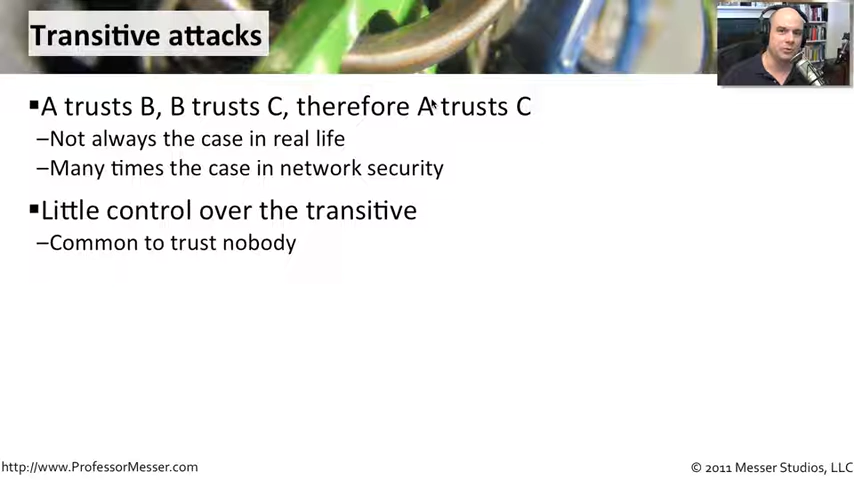 Transitive attacks
▪A trusts B, B trusts C, therefore A trusts C
–Not always the case in real life
–Many times the case in network security
▪Little control over the transitive
–Common to trust nobody
http://www.ProfessorMesser.com
© 2011 Messer Studios, LLC